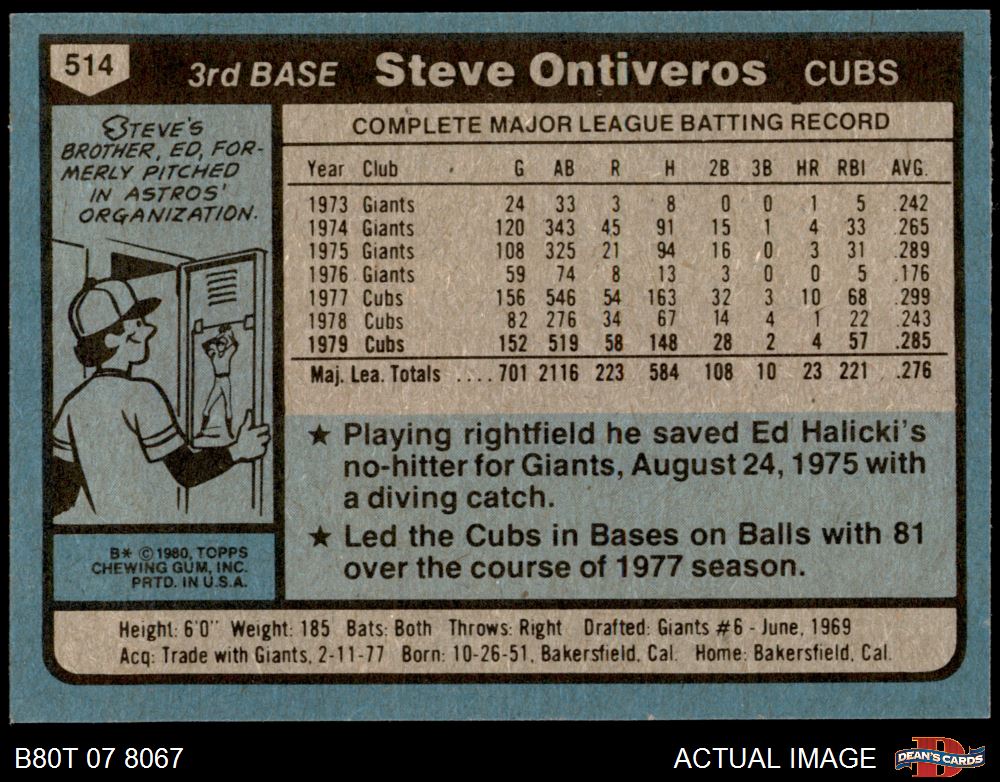 514 3rd BASE Steve Ontiveros CUBS
STEVE'S
BROTHER, ED, FOR-
MERLY PITCHED
IN ASTROS'
ORGANIZATION.
COMPLETE MAJOR LEAGUE BATTING RECORD
Year Club G AB R H 2B 3B HR RBI AVG.
1973 Giants 24 33 3 8 0 0 1 5 .242
1974 Giants 120 343 45 91 15 1 4 33 .265
1975 Giants 108 325 21 94 16 0 3 31 .289
1976 Giants 59 74 8 13 3 0 0 5 .176
1977 Cubs 156 546 54 163 32 3 10 68 .299
1978 Cubs 82 276 34 67 14 4 1 22 .243
1979 Cubs 152 519 58 148 28 2 4 57 .285
Maj. Lea. Totals .... 701 2116 223 584 108 10 23 221 .276
★ Playing rightfield he saved Ed Halicki's
no-hitter for Giants, August 24, 1975 with
a diving catch.
★ Led the Cubs in Bases on Balls with 81
over the course of 1977 season.
B* © 1980, TOPPS
CHEWING GUM, INC.
PRTD. IN U.S.A.
Height: 6'0" Weight: 185 Bats: Both Throws: Right Drafted: Giants #6 - June, 1969
Acq: Trade with Giants, 2-11-77 Born: 10-26-51, Bakersfield, Cal. Home: Bakersfield, Cal.
B80T 07 8067 ACTUAL IMAGE D DEAN'S CARDS